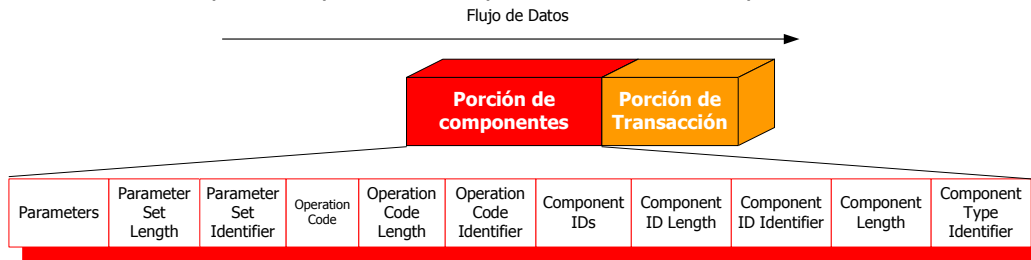 Flujo de Datos
Porción de
componentes
Porción de
Transacción
Parameters
Parameter
Set
Length
Parameter
Set
Identifier
Operation
Code
Operation
Code
Length
Operation
Code
Identifier
Component
IDs
Component
ID Length
Component
ID Identifier
Component
Length
Component
Type
Identifier